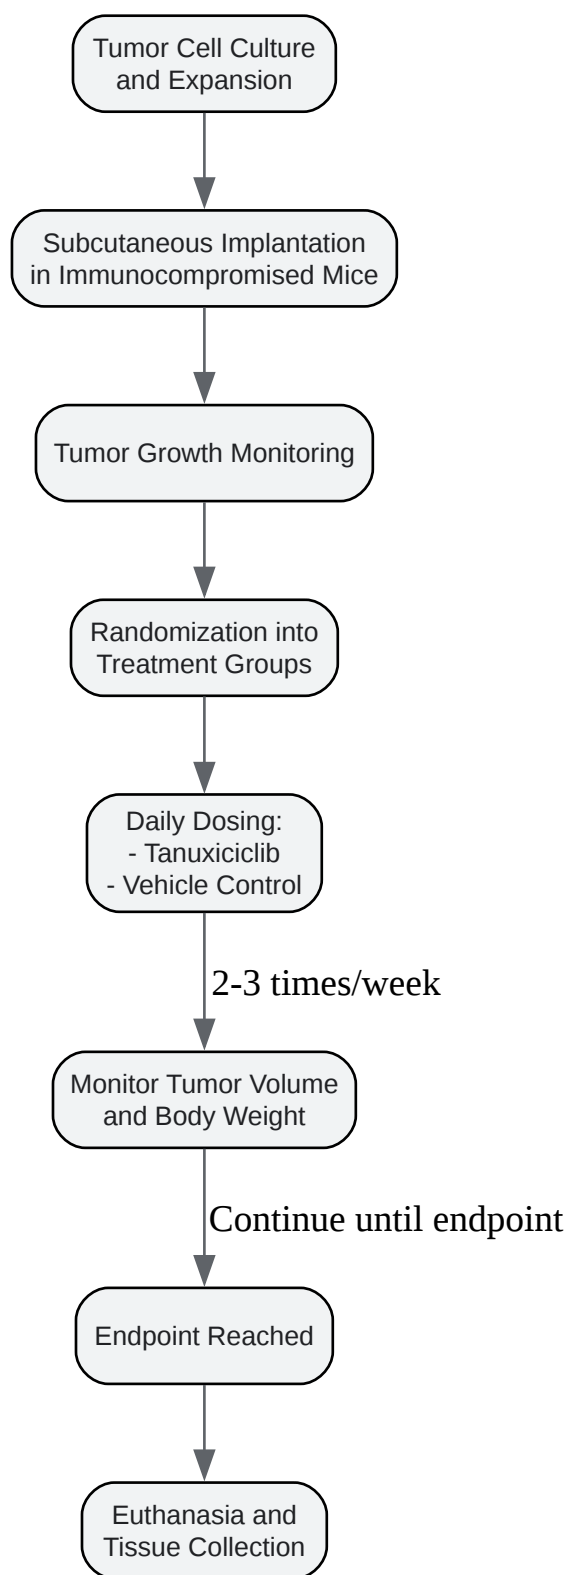 Tumor Cell Culture
and Expansion
Subcutaneous Implantation
in Immunocompromised Mice
Tumor Growth Monitoring
Randomization into
Treatment Groups
Daily Dosing:
- Tanuxiciclib
- Vehicle Control
2-3 times/week
Monitor Tumor Volume
and Body Weight
Continue until endpoint
Endpoint Reached
Euthanasia and
Tissue Collection